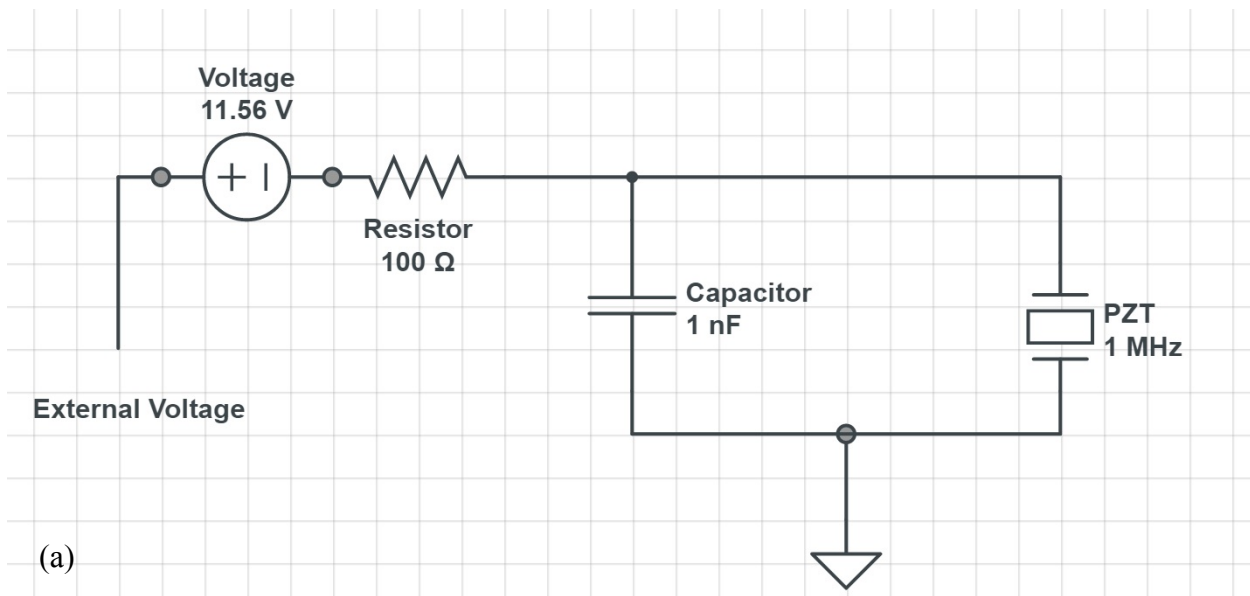 Voltage
11.56 V
Resistor
100 Ω
Capacitor
1 nF
PZT
1 MHz
External Voltage
(a)